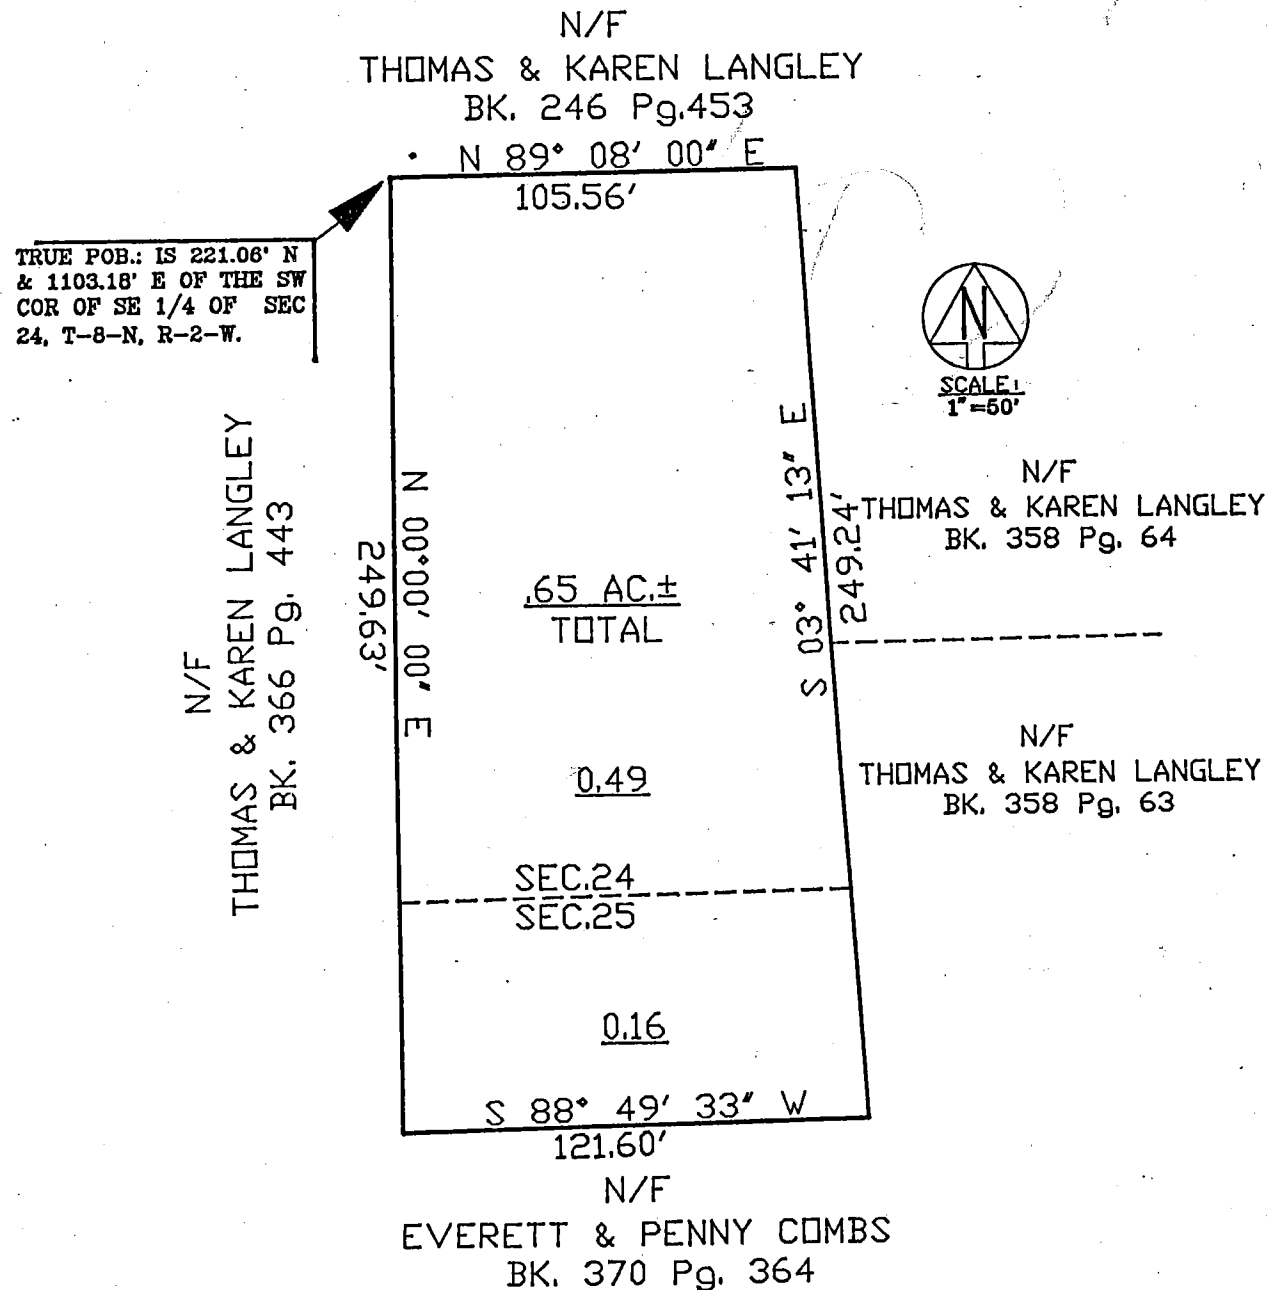 N/F
THOMAS & KAREN LANGLEY
BK. 246 Pg.453
N 89° 08' 00" E
105.56'
TRUE POB.: IS 221.06' N
& 1103.18' E OF THE SW
COR OF SE 1/4 OF SEC
24, T-8-N, R-2-W.
N
SCALE:
1"=50'
N/F
THOMAS & KAREN LANGLEY
BK. 366 Pg. 443
249.63'
N 00°00' 00" E
.65 AC.±
TOTAL
S 03° 41' 13" E
249.24'
N/F
THOMAS & KAREN LANGLEY
BK. 358 Pg. 64
N/F
THOMAS & KAREN LANGLEY
BK. 358 Pg. 63
0.49
SEC.24
SEC.25
0.16
S 88° 49' 33" W
121.60'
N/F
EVERETT & PENNY COMBS
BK. 370 Pg. 364